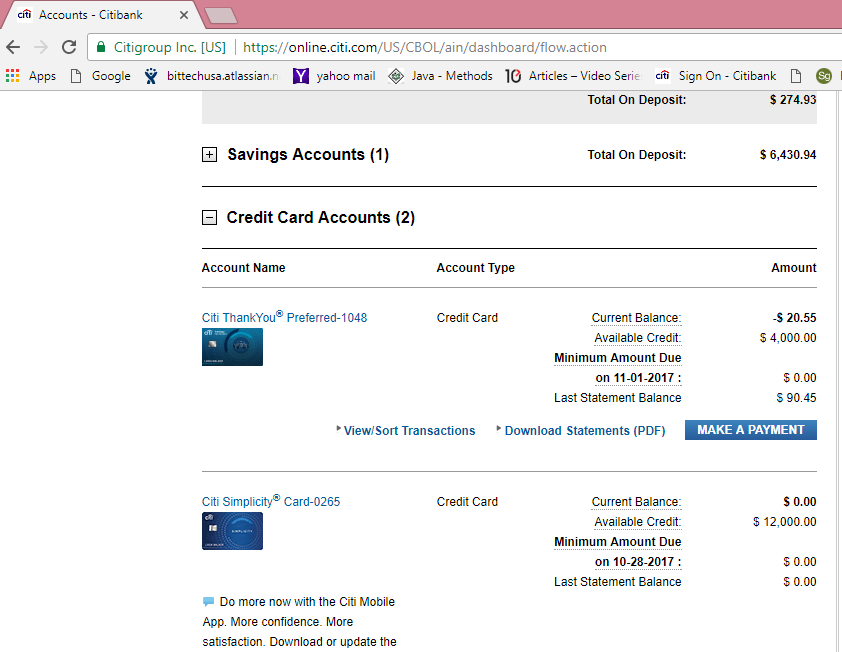 citi Accounts - Citibank
Citigroup Inc. [US] https://online.citi.com/US/CBOL/ain/dashboard/flow.action
Apps Google bittechusa.atlassian.n Y yahoo mail Java - Methods 10 Articles – Video Serie citi Sign On - Citibank Sg
Total On Deposit: $ 274.93
Savings Accounts (1) Total On Deposit: $ 6,430.94
Credit Card Accounts (2)
Account Name Account Type Amount
Citi ThankYou® Preferred-1048 Credit Card Current Balance: -$ 20.55
Available Credit: $ 4,000.00
Minimum Amount Due
on 11-01-2017 : $ 0.00
Last Statement Balance $ 90.45
View/Sort Transactions Download Statements (PDF) MAKE A PAYMENT
Citi Simplicity® Card-0265 Credit Card Current Balance: $ 0.00
citi
SIMPLICITY
Available Credit: $ 12,000.00
Minimum Amount Due
on 10-28-2017 : $ 0.00
Last Statement Balance $ 0.00
Do more now with the Citi Mobile
App. More confidence. More
satisfaction. Download or update the